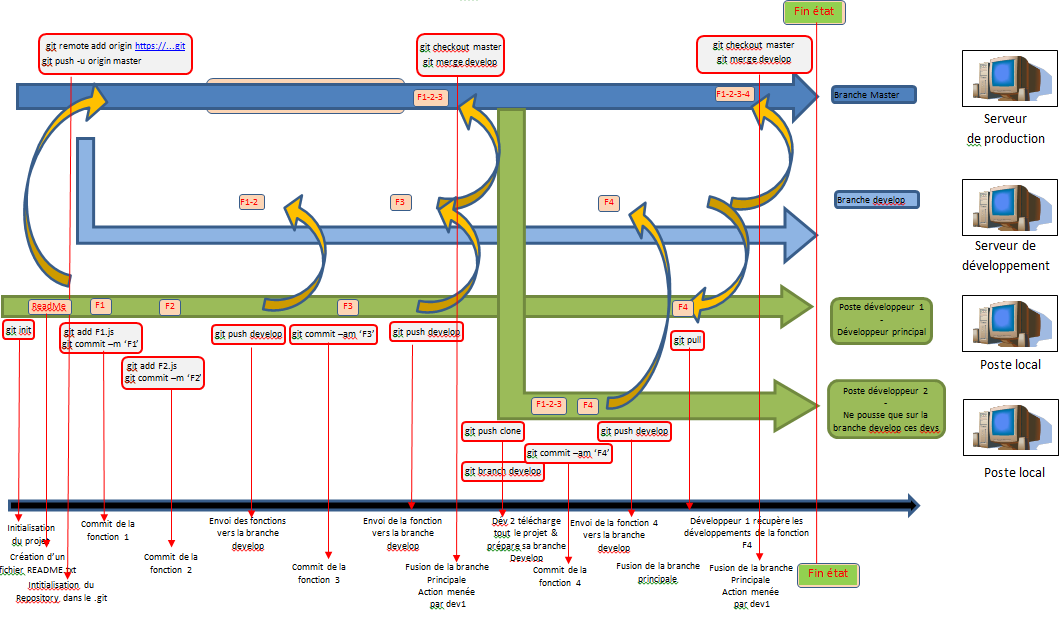 Fin état
git remote add origin https://...git
git push -u origin master
git checkout master
git merge develop
git checkout master
git merge develop
F1-2-3
F1-2-3-4
Branche Master
Serveur
de production
F1-2
F3
F4
Branche develop
Serveur de
développement
ReadMe
F1
F2
F3
F4
Poste développeur 1
-
Développeur principal
Poste local
git init
git add F1.js
git commit –m ‘F1’
git push develop
git commit –am ‘F3’
git push develop
git pull
git add F2.js
git commit –m ‘F2’
F1-2-3
F4
Poste développeur 2
-
Ne pousse que sur la
branche develop ces devs
Poste local
git push clone
git push develop
git commit –am ‘F4’
git branch develop
Initialisation
du projet
Création d’un
fichier README.txt
Intitialisation du
Repository, dans le .git
Commit de la
fonction 1
Commit de la
fonction 2
Envoi des fonctions
vers la branche
develop
Commit de la
fonction 3
Envoi de la fonction
vers la branche
develop
Fusion de la branche
Principale
Action menée
par dev1
Dév 2 télécharge
tout le projet &
prépare sa branche
Develop
Commit de la
fonction 4
Envoi de la fonction 4
vers la branche
develop
Fusion de la branche
principale
Développeur 1 récupère les
développements de la fonction
F4
Fusion de la branche
Principale
Action menée
par dev1
Fin état